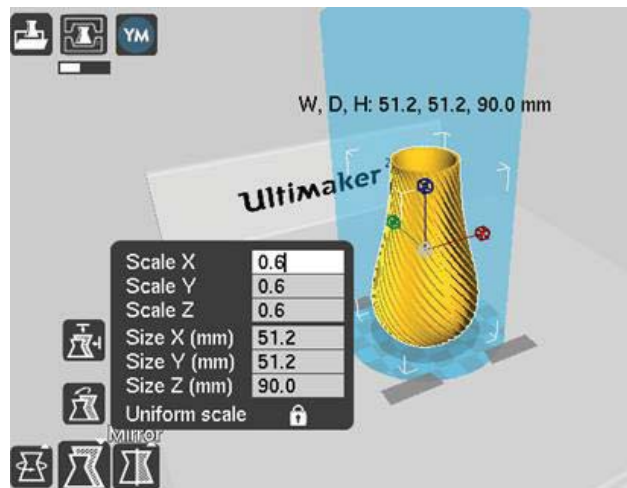 YM
W, D, H: 51.2, 51.2, 90.0 mm
Ultimaker²
Scale X 0.6
Scale Y 0.6
Scale Z 0.6
Size X (mm) 51.2
Size Y (mm) 51.2
Size Z (mm) 90.0
Uniform scale
Mirror